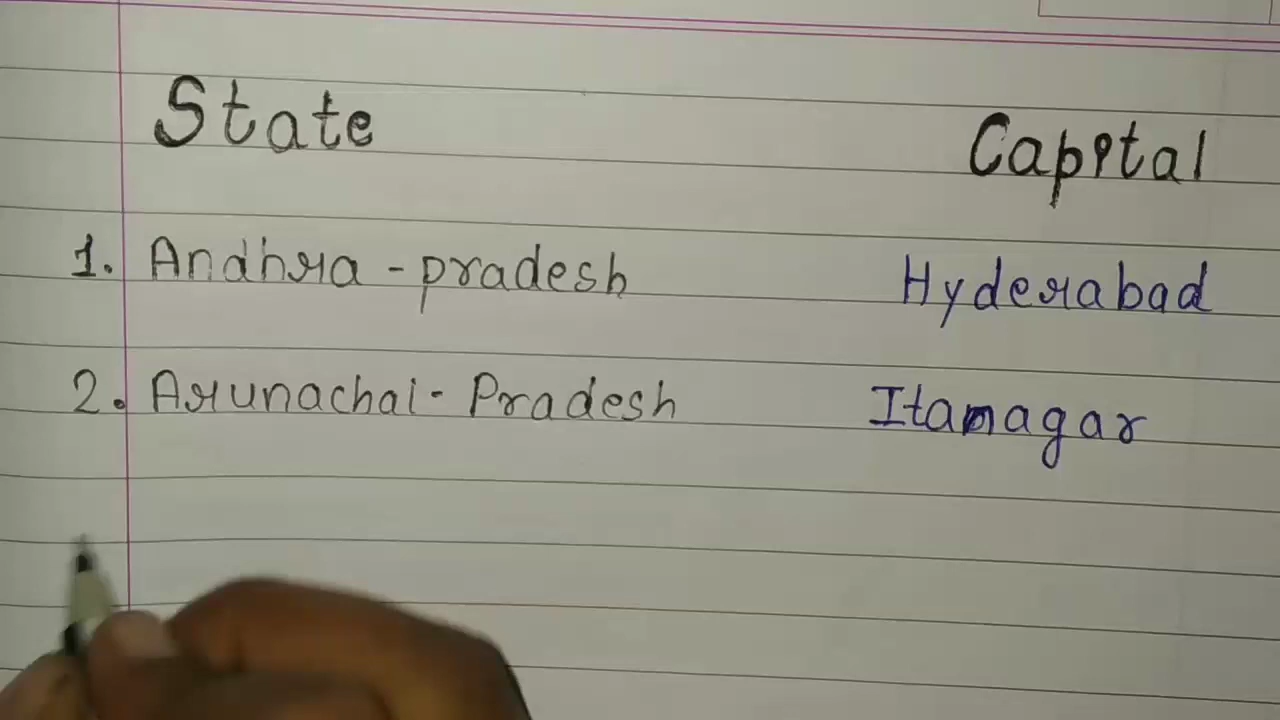 State Capital
1. Andhra - pradesh Hyderabad
2. Arunachal - Pradesh Itanagar